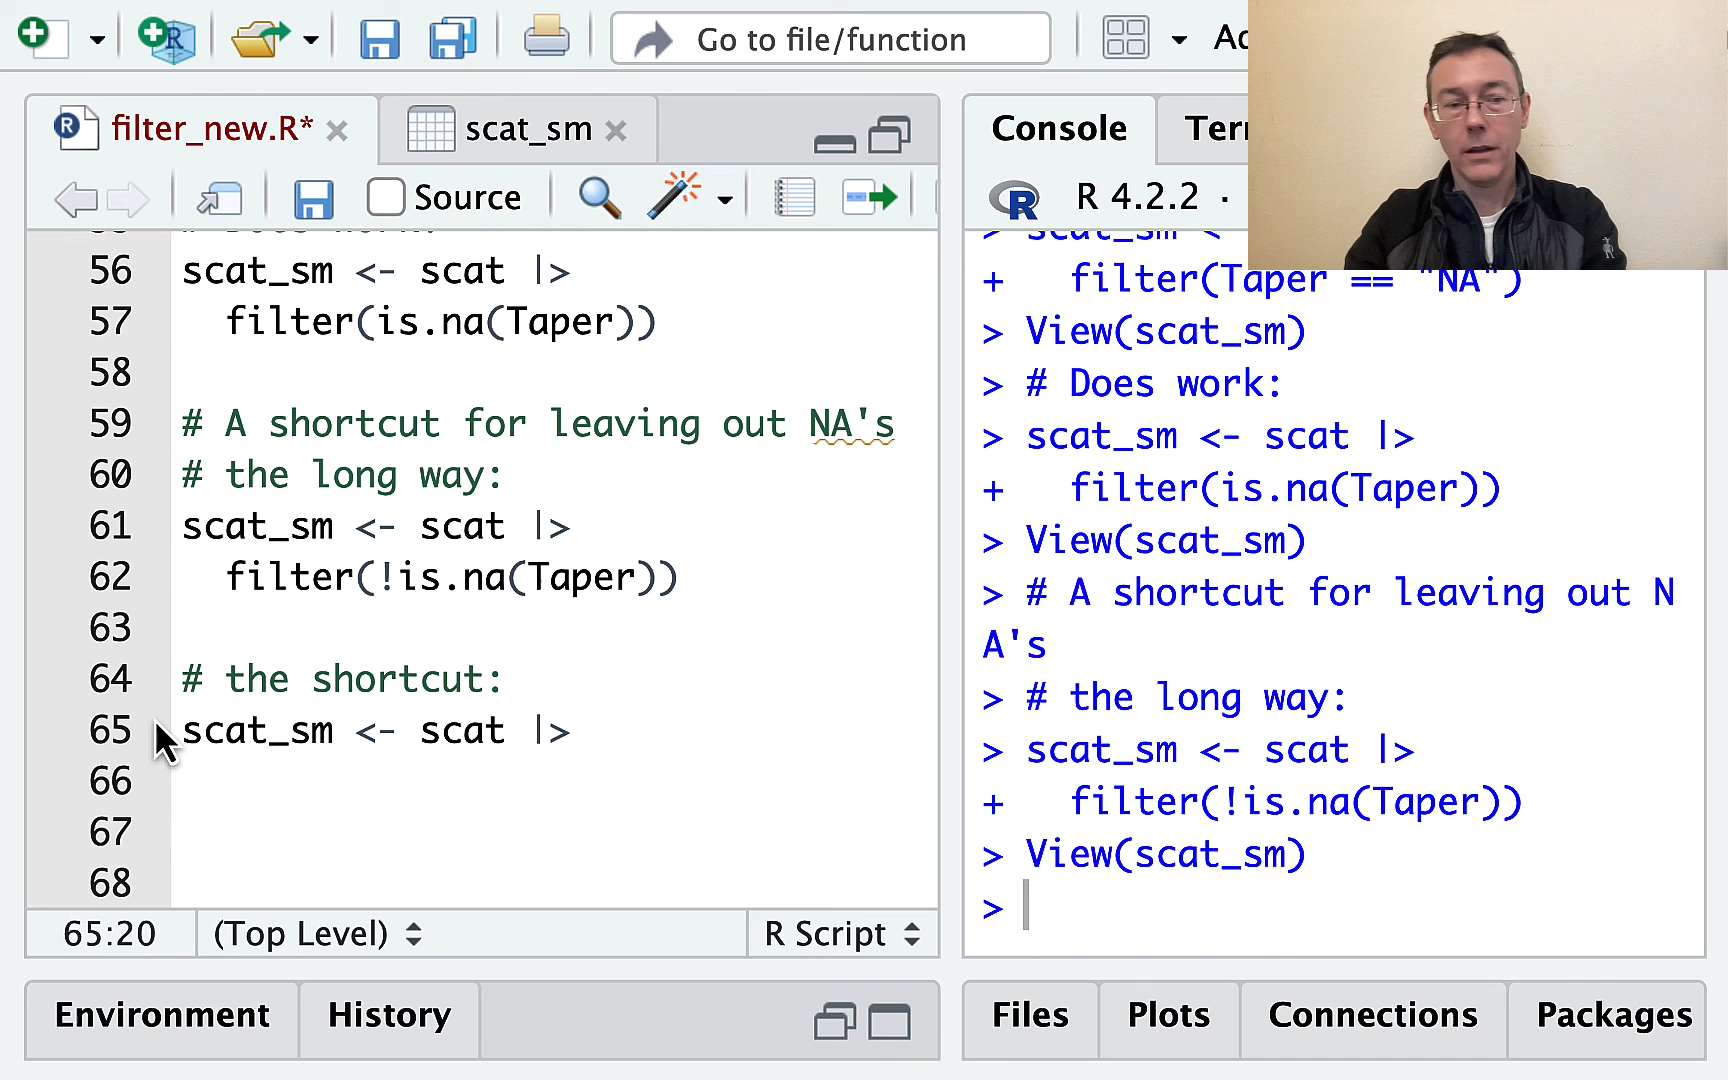 Go to file/function
filter_new.R*
scat_sm
Source
56 scat_sm <- scat |>
57 filter(is.na(Taper))
58
59 # A shortcut for leaving out NA's
60 # the long way:
61 scat_sm <- scat |>
62 filter(!is.na(Taper))
63
64 # the shortcut:
65 scat_sm <- scat |>
66
67
68
65:20 (Top Level) R Script
Environment History
Console
R 4.2.2 ·
+ filter(Taper == "NA")
> View(scat_sm)
> # Does work:
> scat_sm <- scat |>
+ filter(is.na(Taper))
> View(scat_sm)
> # A shortcut for leaving out N
A's
> # the long way:
> scat_sm <- scat |>
+ filter(!is.na(Taper))
> View(scat_sm)
>
Files Plots Connections Packages